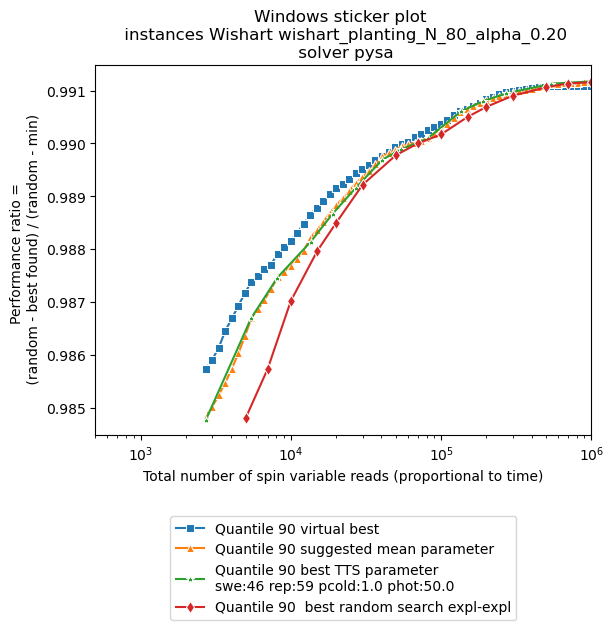 Windows sticker plot
instances Wishart wishart_planting_N_80_alpha_0.20
solver pysa
Performance ratio =
(random - best found) / (random - min)
0.991
0.990
0.989
0.988
0.987
0.986
0.985
10³
10⁴
10⁵
10⁶
Total number of spin variable reads (proportional to time)
Quantile 90 virtual best
Quantile 90 suggested mean parameter
Quantile 90 best TTS parameter
swe:46 rep:59 pcold:1.0 phot:50.0
Quantile 90  best random search expl-expl